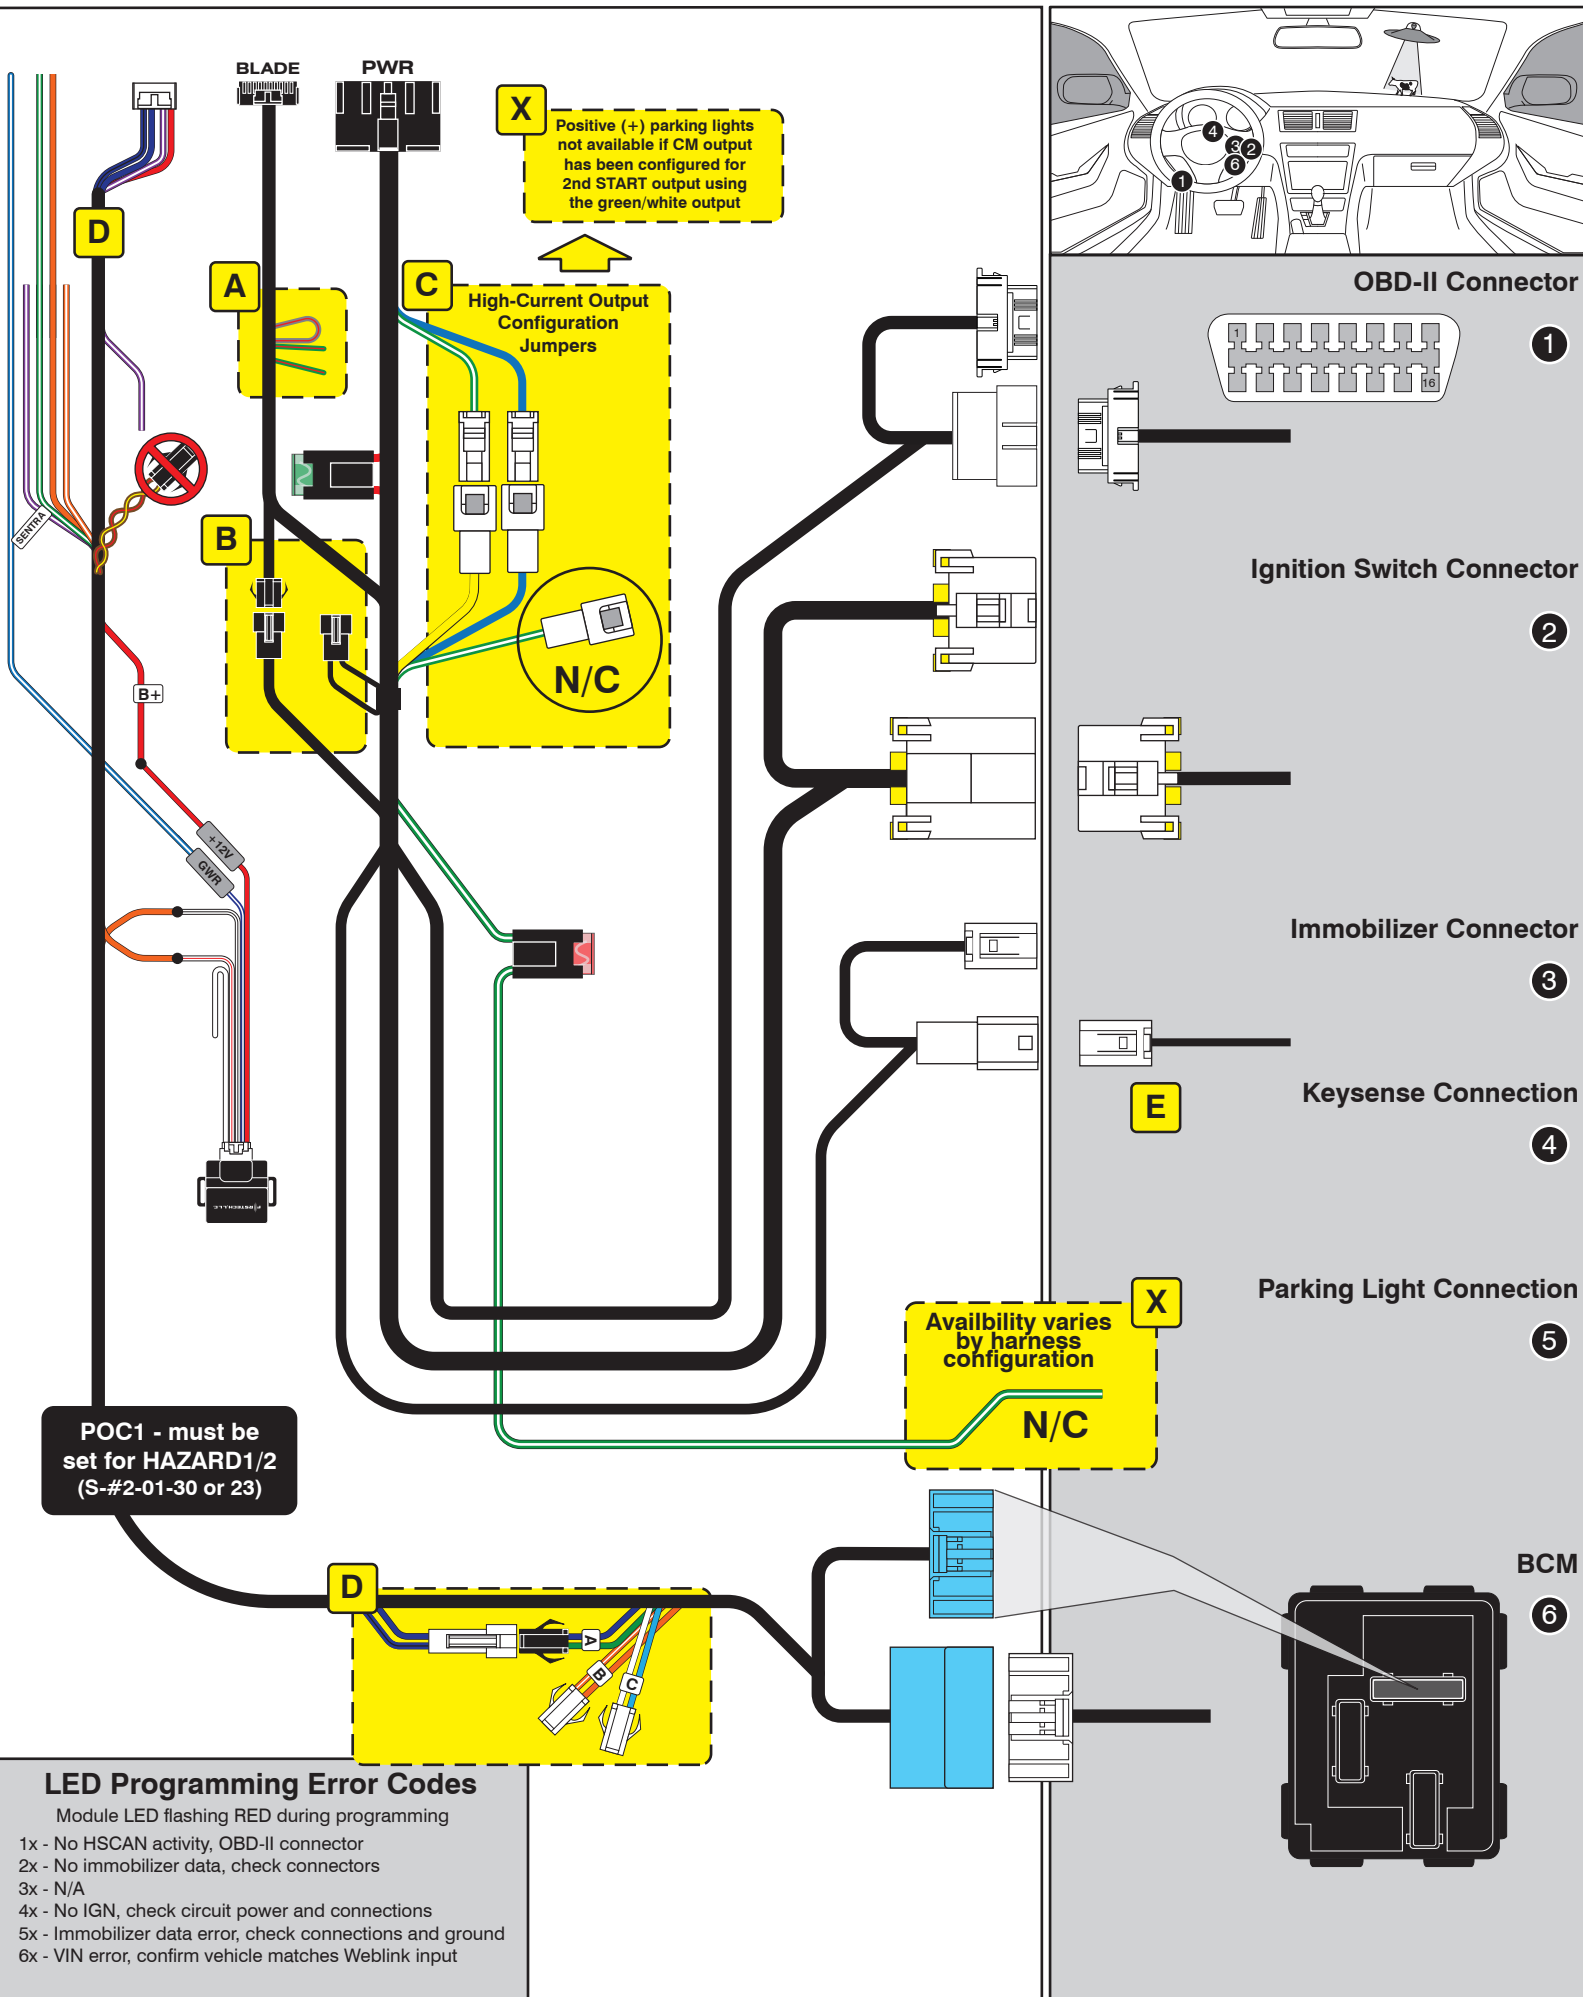 BLADE
PWR
X
Positive (+) parking lights
not available if CM output
has been configured for
2nd START output using
the green/white output
4
3
2
6
1
D
A
C
High-Current Output
Configuration
Jumpers
OBD-II Connector
1
1
16
SENTRA
B
Ignition Switch Connector
2
N/C
B+
+12V
GWR
Immobilizer Connector
3
E
Keysense Connection
4
FIRSTECH LLC
X
Parking Light Connection
5
Availbility varies
by harness
configuration
N/C
POC1 - must be
set for HAZARD1/2
(S-#2-01-30 or 23)
D
A
B
C
BCM
6
LED Programming Error Codes
Module LED flashing RED during programming
1x - No HSCAN activity, OBD-II connector
2x - No immobilizer data, check connectors
3x - N/A
4x - No IGN, check circuit power and connections
5x - Immobilizer data error, check connections and ground
6x - VIN error, confirm vehicle matches Weblink input